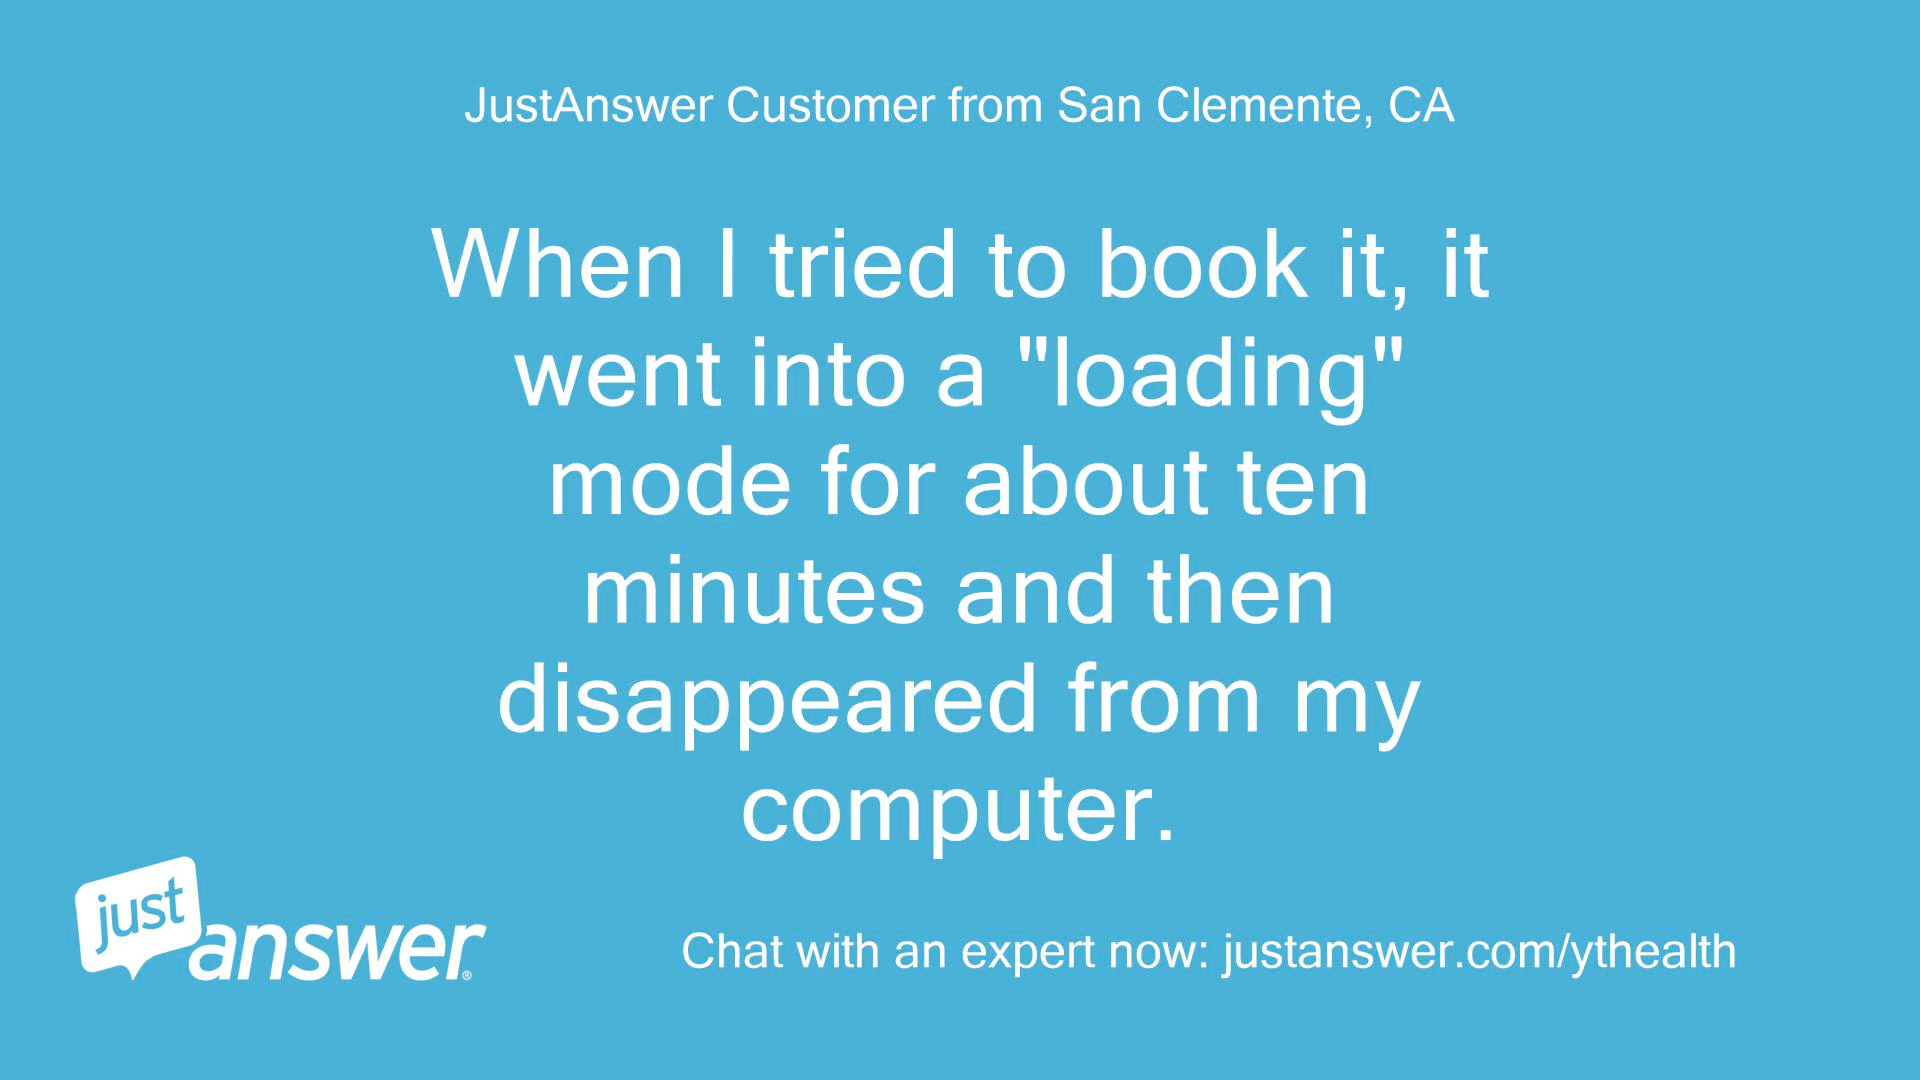 JustAnswer Customer from San Clemente, CA
When I tried to book it, it
went into a "loading"
mode for about ten
minutes and then
disappeared from my
computer.
just
answer®
Chat with an expert now: justanswer.com/ythealth